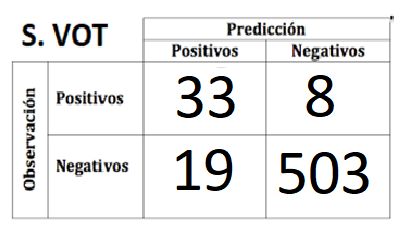 S. VOT
Predicción
Positivos Negativos
Observación
Positivos 33 8
Negativos 19 503